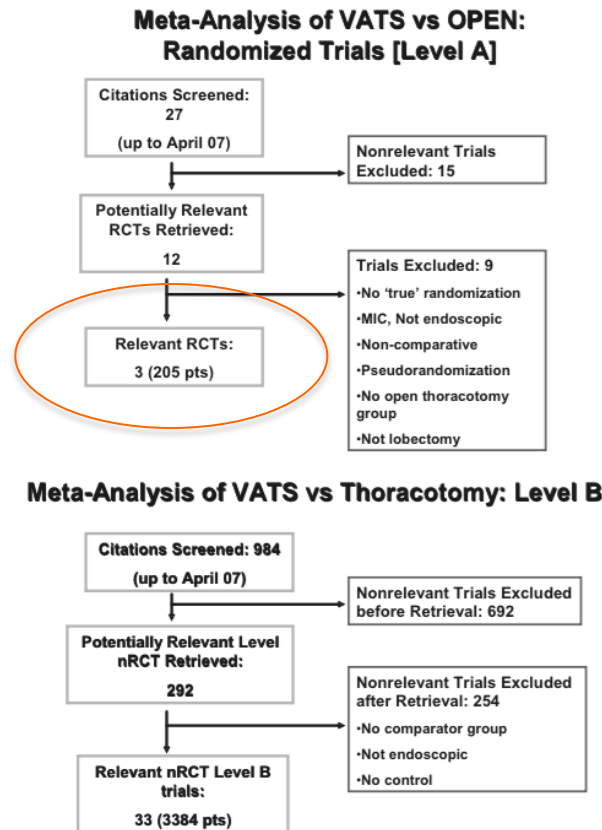 Meta-Analysis of VATS vs OPEN:
Randomized Trials [Level A]
Citations Screened:
27
(up to April 07)
Nonrelevant Trials
Excluded: 15
Potentially Relevant
RCTs Retrieved:
12
Trials Excluded: 9
•No ‘true’ randomization
•MIC, Not endoscopic
•Non-comparative
•Pseudorandomization
•No open thoracotomy
group
•Not lobectomy
Relevant RCTs:
3 (205 pts)
Meta-Analysis of VATS vs Thoracotomy: Level B
Citations Screened: 984
(up to April 07)
Nonrelevant Trials Excluded
before Retrieval: 692
Potentially Relevant Level
nRCT Retrieved:
292
Nonrelevant Trials Excluded
after Retrieval: 254
•No comparator group
•Not endoscopic
•No control
Relevant nRCT Level B
trials:
33 (3384 pts)